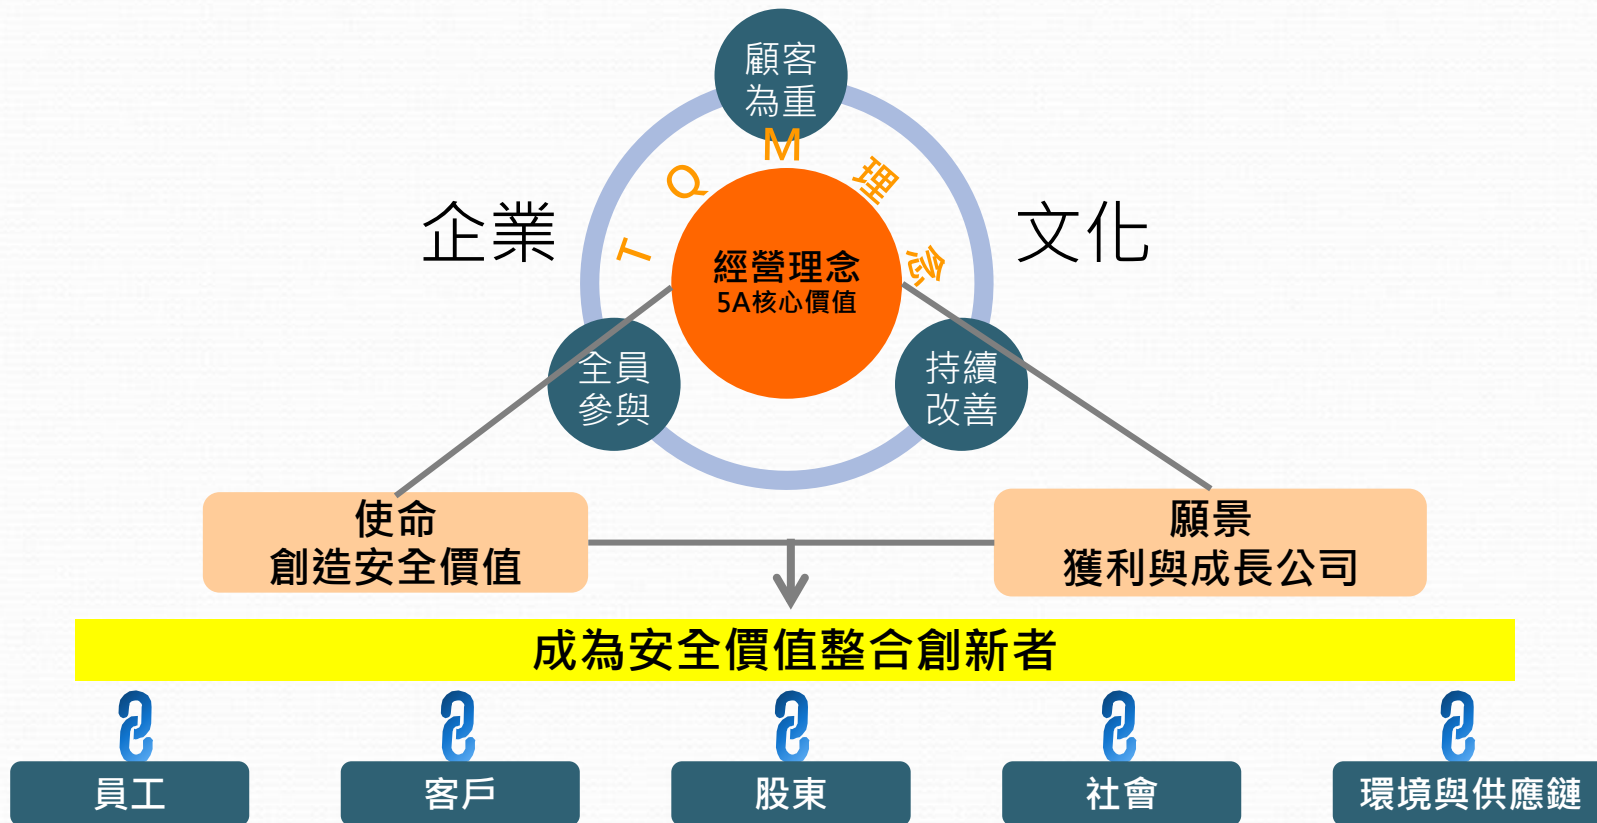 顧客
為重
TQM理念
企業
文化
經營理念
5A核心價值
全員
參與
持續
改善
使命
創造安全價值
願景
獲利與成長公司
成為安全價值整合創新者
員工
客戶
股東
社會
環境與供應鏈